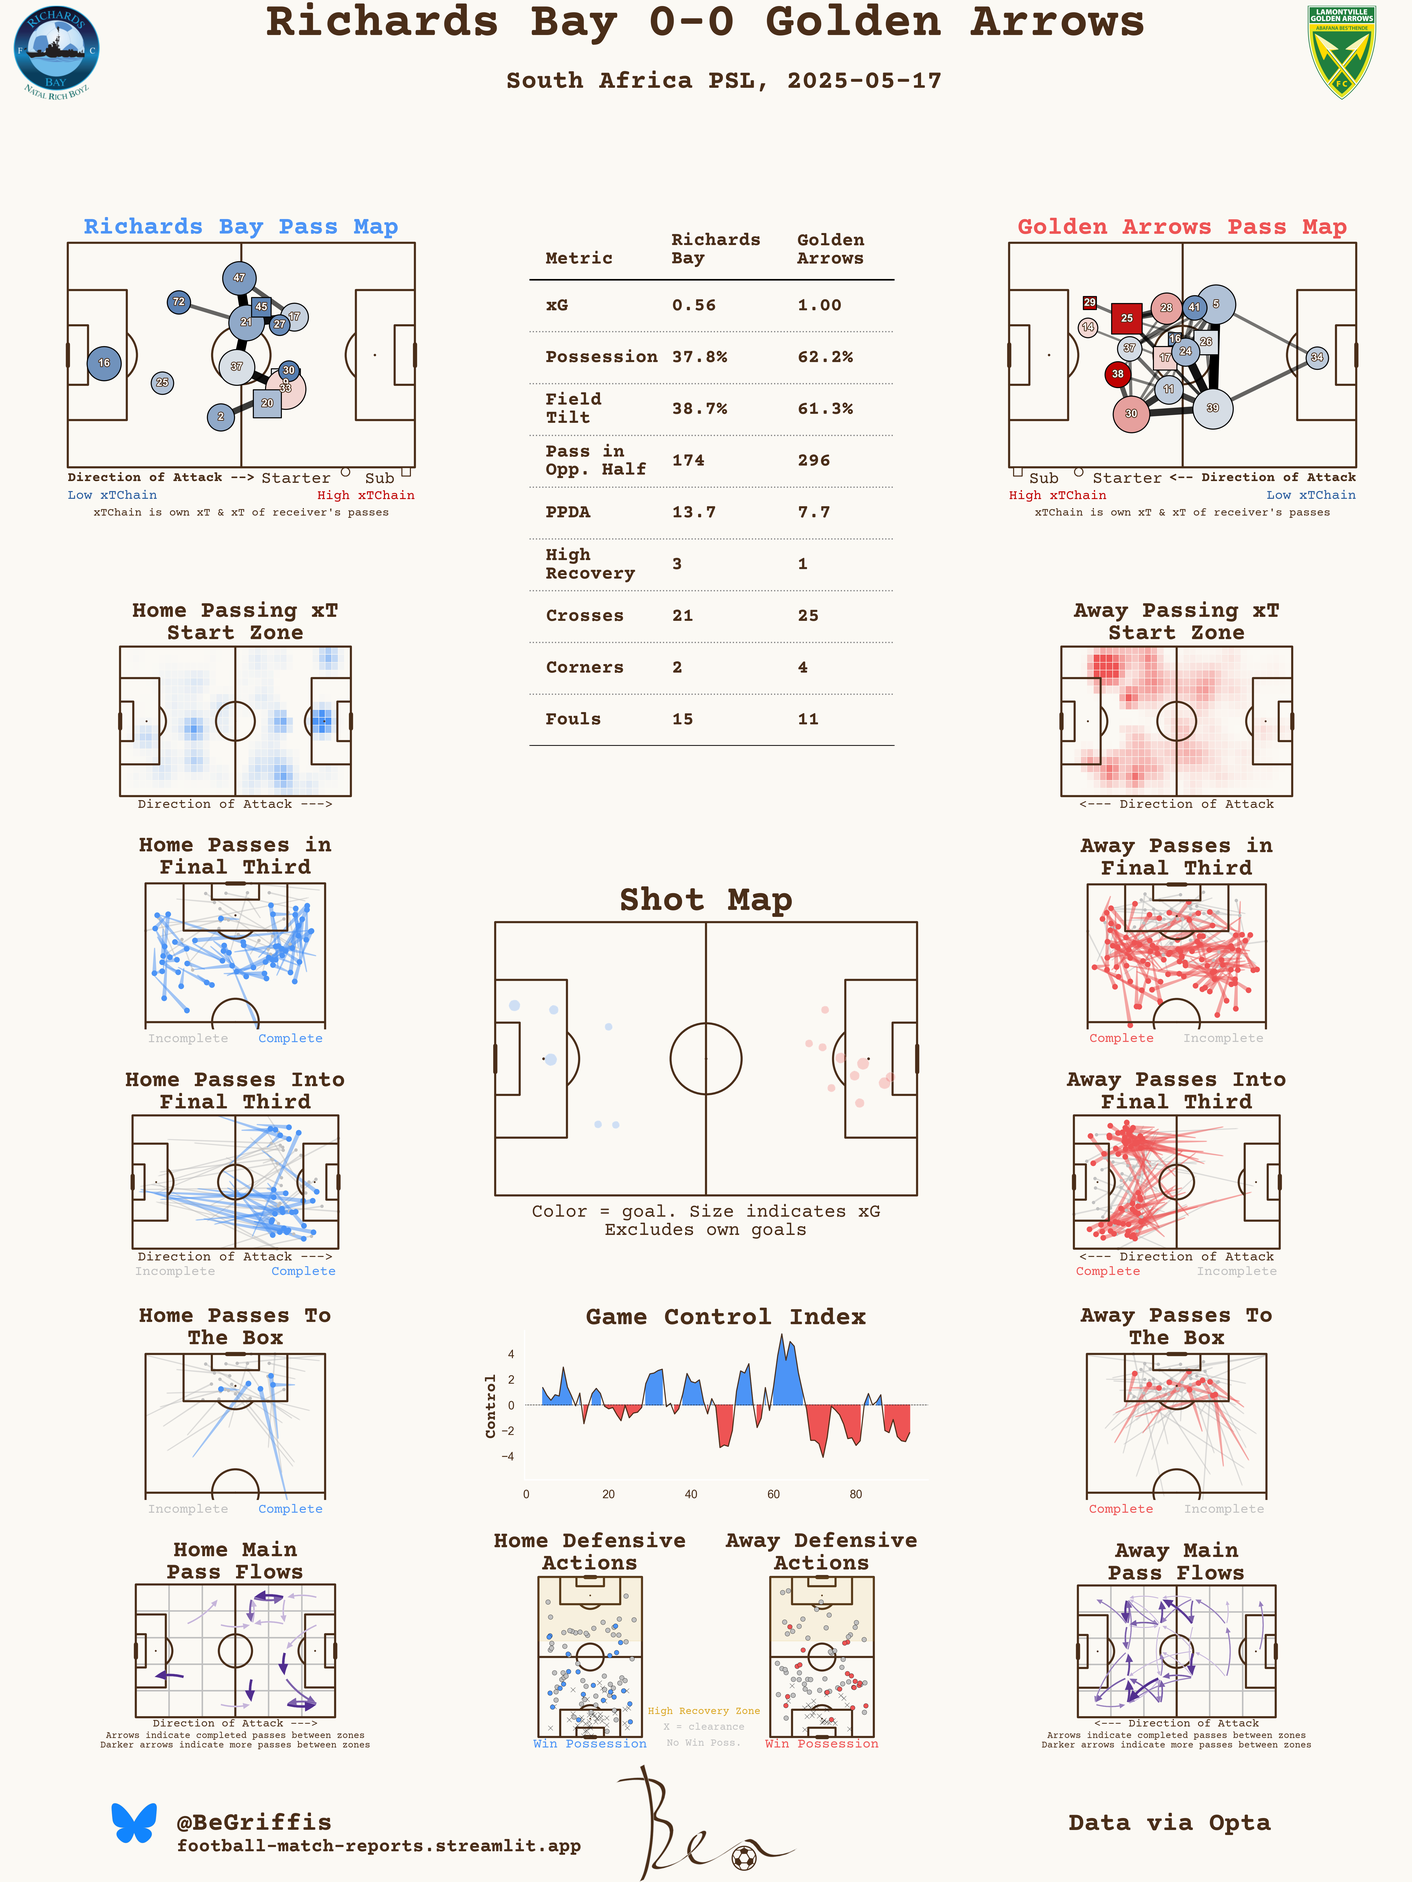 Richards Bay 0-0 Golden Arrows
South Africa PSL, 2025-05-17
RICHARDS
F C
BAY
NATAL RICH BOYZ
LAMONTVILLE
GOLDEN ARROWS
ABAFANA BES'THENDE
FC
Richards Bay Pass Map
47
72
45
17
21
27
16
37
30
25
9
33
20
2
Direction of Attack --> Starter Sub
Low xTChain High xTChain
xTChain is own xT & xT of receiver's passes
Metric Richards Bay Golden Arrows
xG 0.56 1.00
Possession 37.8% 62.2%
Field Tilt 38.7% 61.3%
Pass in Opp. Half 174 296
PPDA 13.7 7.7
High Recovery 3 1
Crosses 21 25
Corners 2 4
Fouls 15 11
Golden Arrows Pass Map
29
28
41
5
25
14
16
26
37
24
17
34
38
11
30
39
Sub Starter <-- Direction of Attack
High xTChain Low xTChain
xTChain is own xT & xT of receiver's passes
Home Passing xT
Start Zone
Direction of Attack --->
Away Passing xT
Start Zone
<--- Direction of Attack
Home Passes in
Final Third
Incomplete Complete
Away Passes in
Final Third
Complete Incomplete
Shot Map
Color = goal. Size indicates xG
Excludes own goals
Home Passes Into
Final Third
Direction of Attack --->
Incomplete Complete
Away Passes Into
Final Third
<--- Direction of Attack
Complete Incomplete
Home Passes To
The Box
Incomplete Complete
Game Control Index
Control
4
2
0
−2
−4
0 20 40 60 80
Away Passes To
The Box
Complete Incomplete
Home Main
Pass Flows
Direction of Attack --->
Arrows indicate completed passes between zones
Darker arrows indicate more passes between zones
Home Defensive
Actions
Win Possession
Away Defensive
Actions
Win Possession
High Recovery Zone
X = clearance
No Win Poss.
Away Main
Pass Flows
<--- Direction of Attack
Arrows indicate completed passes between zones
Darker arrows indicate more passes between zones
@BeGriffis
football-match-reports.streamlit.app
Ben
Data via Opta